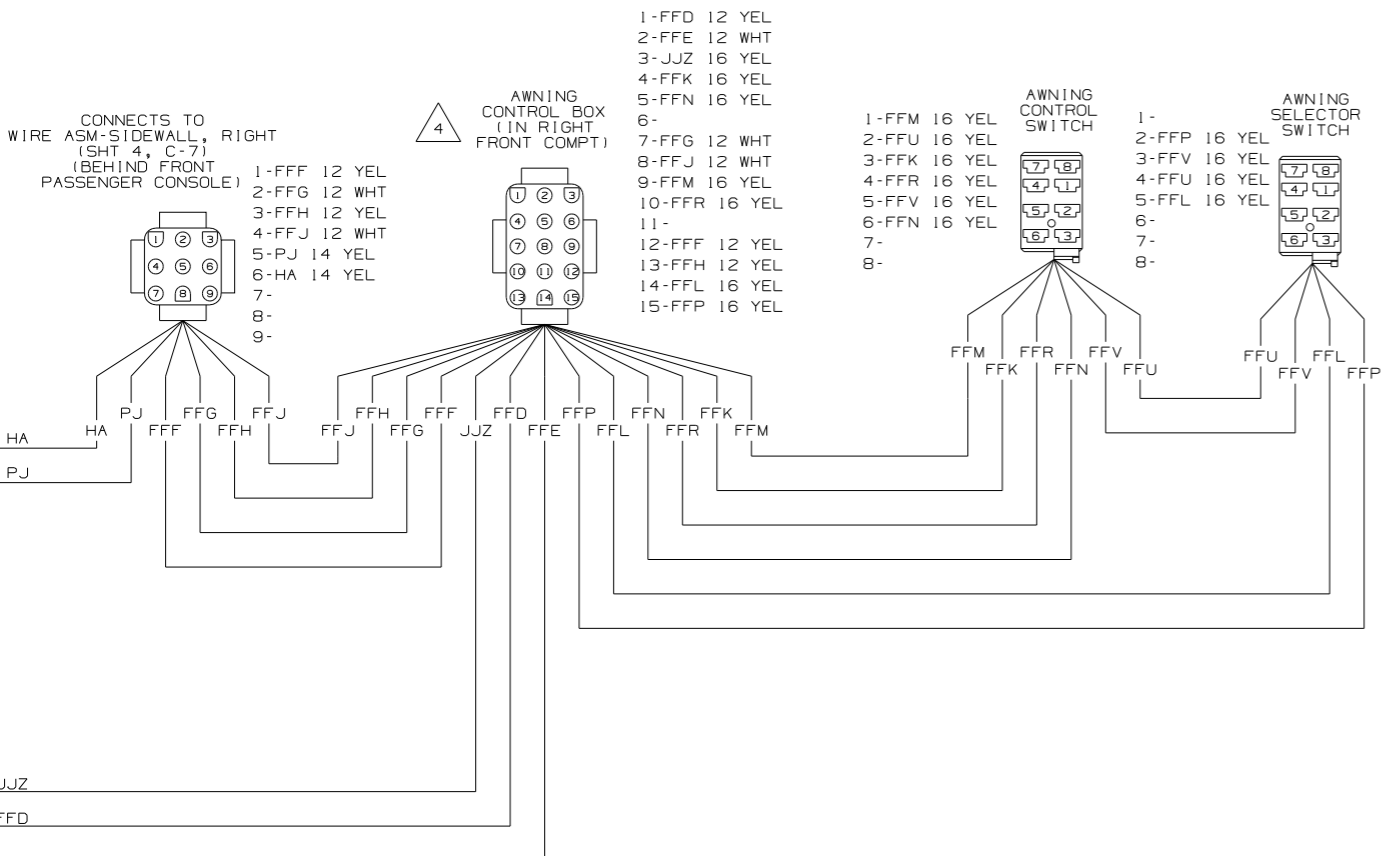 CONNECTS TO
WIRE ASM-SIDEWALL, RIGHT
(SHT 4, C-7)
(BEHIND FRONT
PASSENGER CONSOLE)
1-FFF 12 YEL
2-FFG 12 WHT
3-FFH 12 YEL
4-FFJ 12 WHT
5-PJ 14 YEL
6-HA 14 YEL
7-
8-
9-
1 2 3
4 5 6
7 8 9
4
AWNING
CONTROL BOX
(IN RIGHT
FRONT COMPT)
1-FFD 12 YEL
2-FFE 12 WHT
3-JJZ 16 YEL
4-FFK 16 YEL
5-FFN 16 YEL
6-
7-FFG 12 WHT
8-FFJ 12 WHT
9-FFM 16 YEL
10-FFR 16 YEL
11-
12-FFF 12 YEL
13-FFH 12 YEL
14-FFL 16 YEL
15-FFP 16 YEL
1 2 3
4 5 6
7 8 9
10 11 12
13 14 15
1-FFM 16 YEL
2-FFU 16 YEL
3-FFK 16 YEL
4-FFR 16 YEL
5-FFV 16 YEL
6-FFN 16 YEL
7-
8-
AWNING
CONTROL
SWITCH
7 8
4 1
5 2
6 3
1-
2-FFP 16 YEL
3-FFV 16 YEL
4-FFU 16 YEL
5-FFL 16 YEL
6-
7-
8-
AWNING
SELECTOR
SWITCH
7 8
4 1
5 2
6 3
FFM FFK FFR FFN FFV FFU
FFU FFV FFL FFP
HA PJ FFF FFG FFH FFJ
FFJ FFH FFG FFF JJZ FFD FFE FFP FFL FFN FFR FFK FFM
HA
PJ
JJZ
FFD